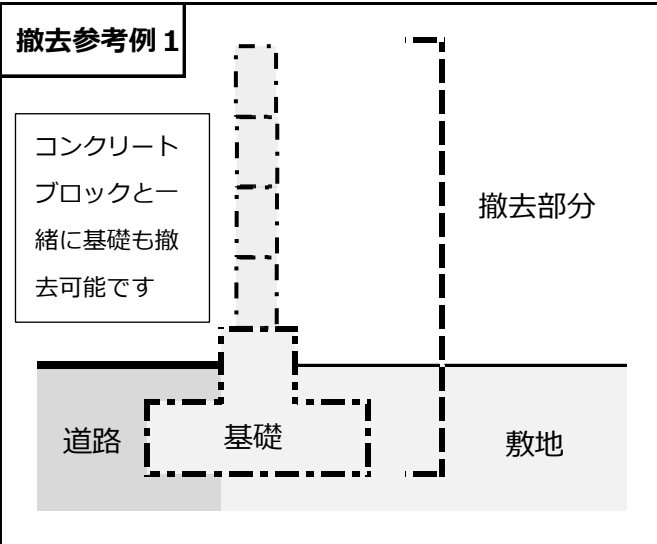 撤去参考例1
コンクリート
ブロックと一
緒に基礎も撤
去可能です
撤去部分
道路
基礎
敷地